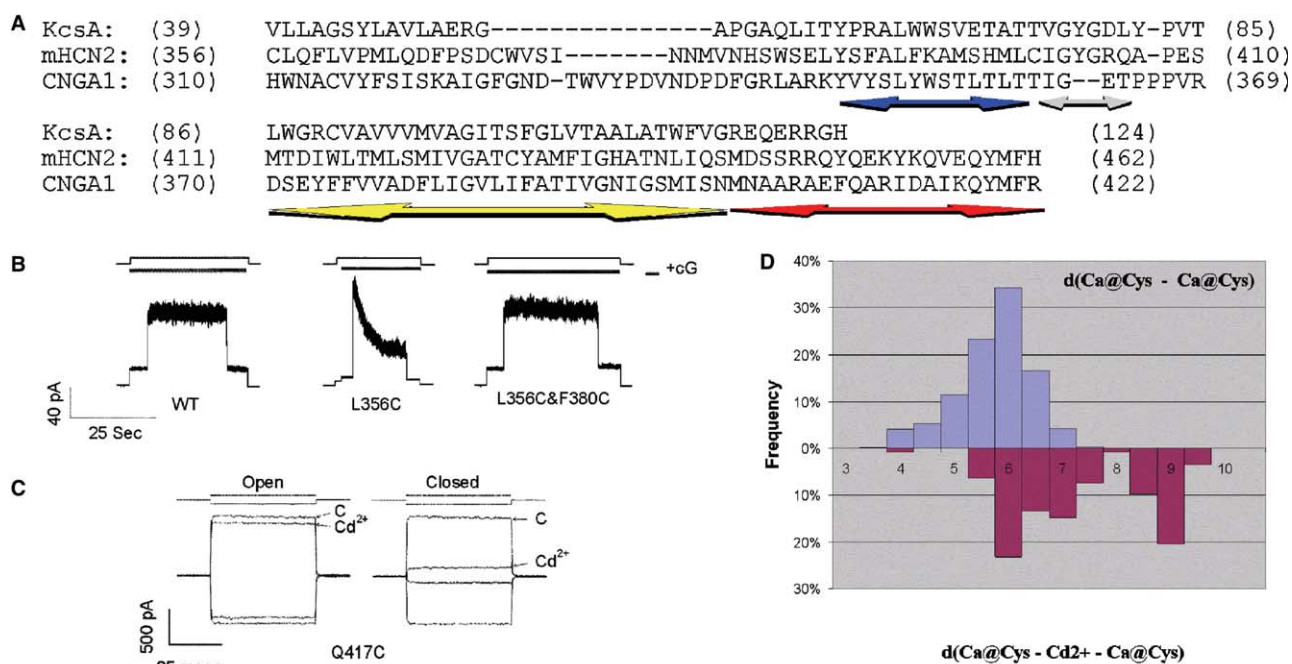 A
KcsA: (39) VLLAGSYLAVLAERG---------------APGAQLITYPRALWWSVETATTVGYGDLY-PVT (85)
mHCN2: (356) CLQFLVPMLQDFPSDCWVSI---------NNMVNHSWSELYSFALFKAMSHMLCIGYGRQA-PES (410)
CNGA1: (310) HWNACVYFSISKAIGFGND-TWVYPDVNDPDFGRLARKYVYSLYWSTLTLTTIG--ETPPPVR (369)
KcsA: (86) LWGRCVAVVVMVAGITSFGLVTAALATWFVGREQERRGH (124)
mHCN2: (411) MTDIWLTMLSMIVGATCYAMFIGHATNLIQSMDSSRRQYQEKYKQVEQYMFH (462)
CNGA1 (370) DSEYFFVVADFLIGVLIFATIVGNIGSMISNMNAARAEFQARIDAIKQYMFR (422)
B
+cG
40 pA
25 Sec
WT
L356C
L356C&F380C
C
Open
Closed
C
Cd2+
C
Cd2+
500 pA
Q417C
D
d(Ca@Cys - Ca@Cys)
Frequency
40%
30%
20%
10%
0%
10%
20%
30%
3 4 5 6 7 8 9 10
d(Ca@Cys - Cd2+ - Ca@Cys)